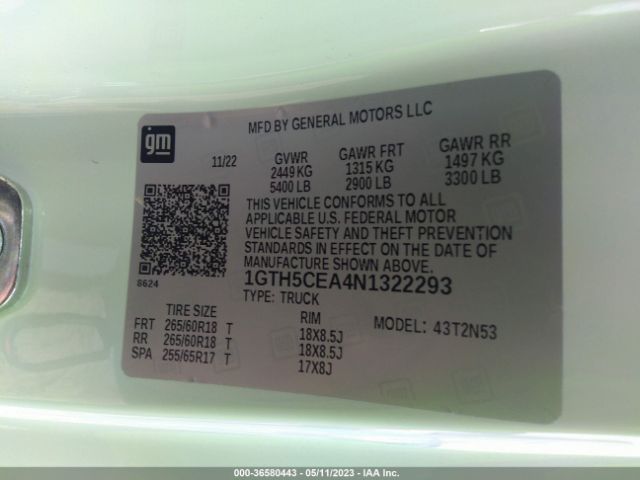 gm
MFD BY GENERAL MOTORS LLC
11/22
GVWR GAWR FRT GAWR RR
2449 KG 1315 KG 1497 KG
5400 LB 2900 LB 3300 LB
THIS VEHICLE CONFORMS TO ALL
APPLICABLE U.S. FEDERAL MOTOR
VEHICLE SAFETY AND THEFT PREVENTION
STANDARDS IN EFFECT ON THE DATE OF
MANUFACTURE SHOWN ABOVE.
8624
1GTH5CEA4N1322293
TYPE: TRUCK
TIRE SIZE RIM MODEL: 43T2N53
FRT 265/60R18 T 18X8.5J
RR 265/60R18 T 18X8.5J
SPA 255/65R17 T 17X8J
000-36580443 - 05/11/2023 - IAA Inc.